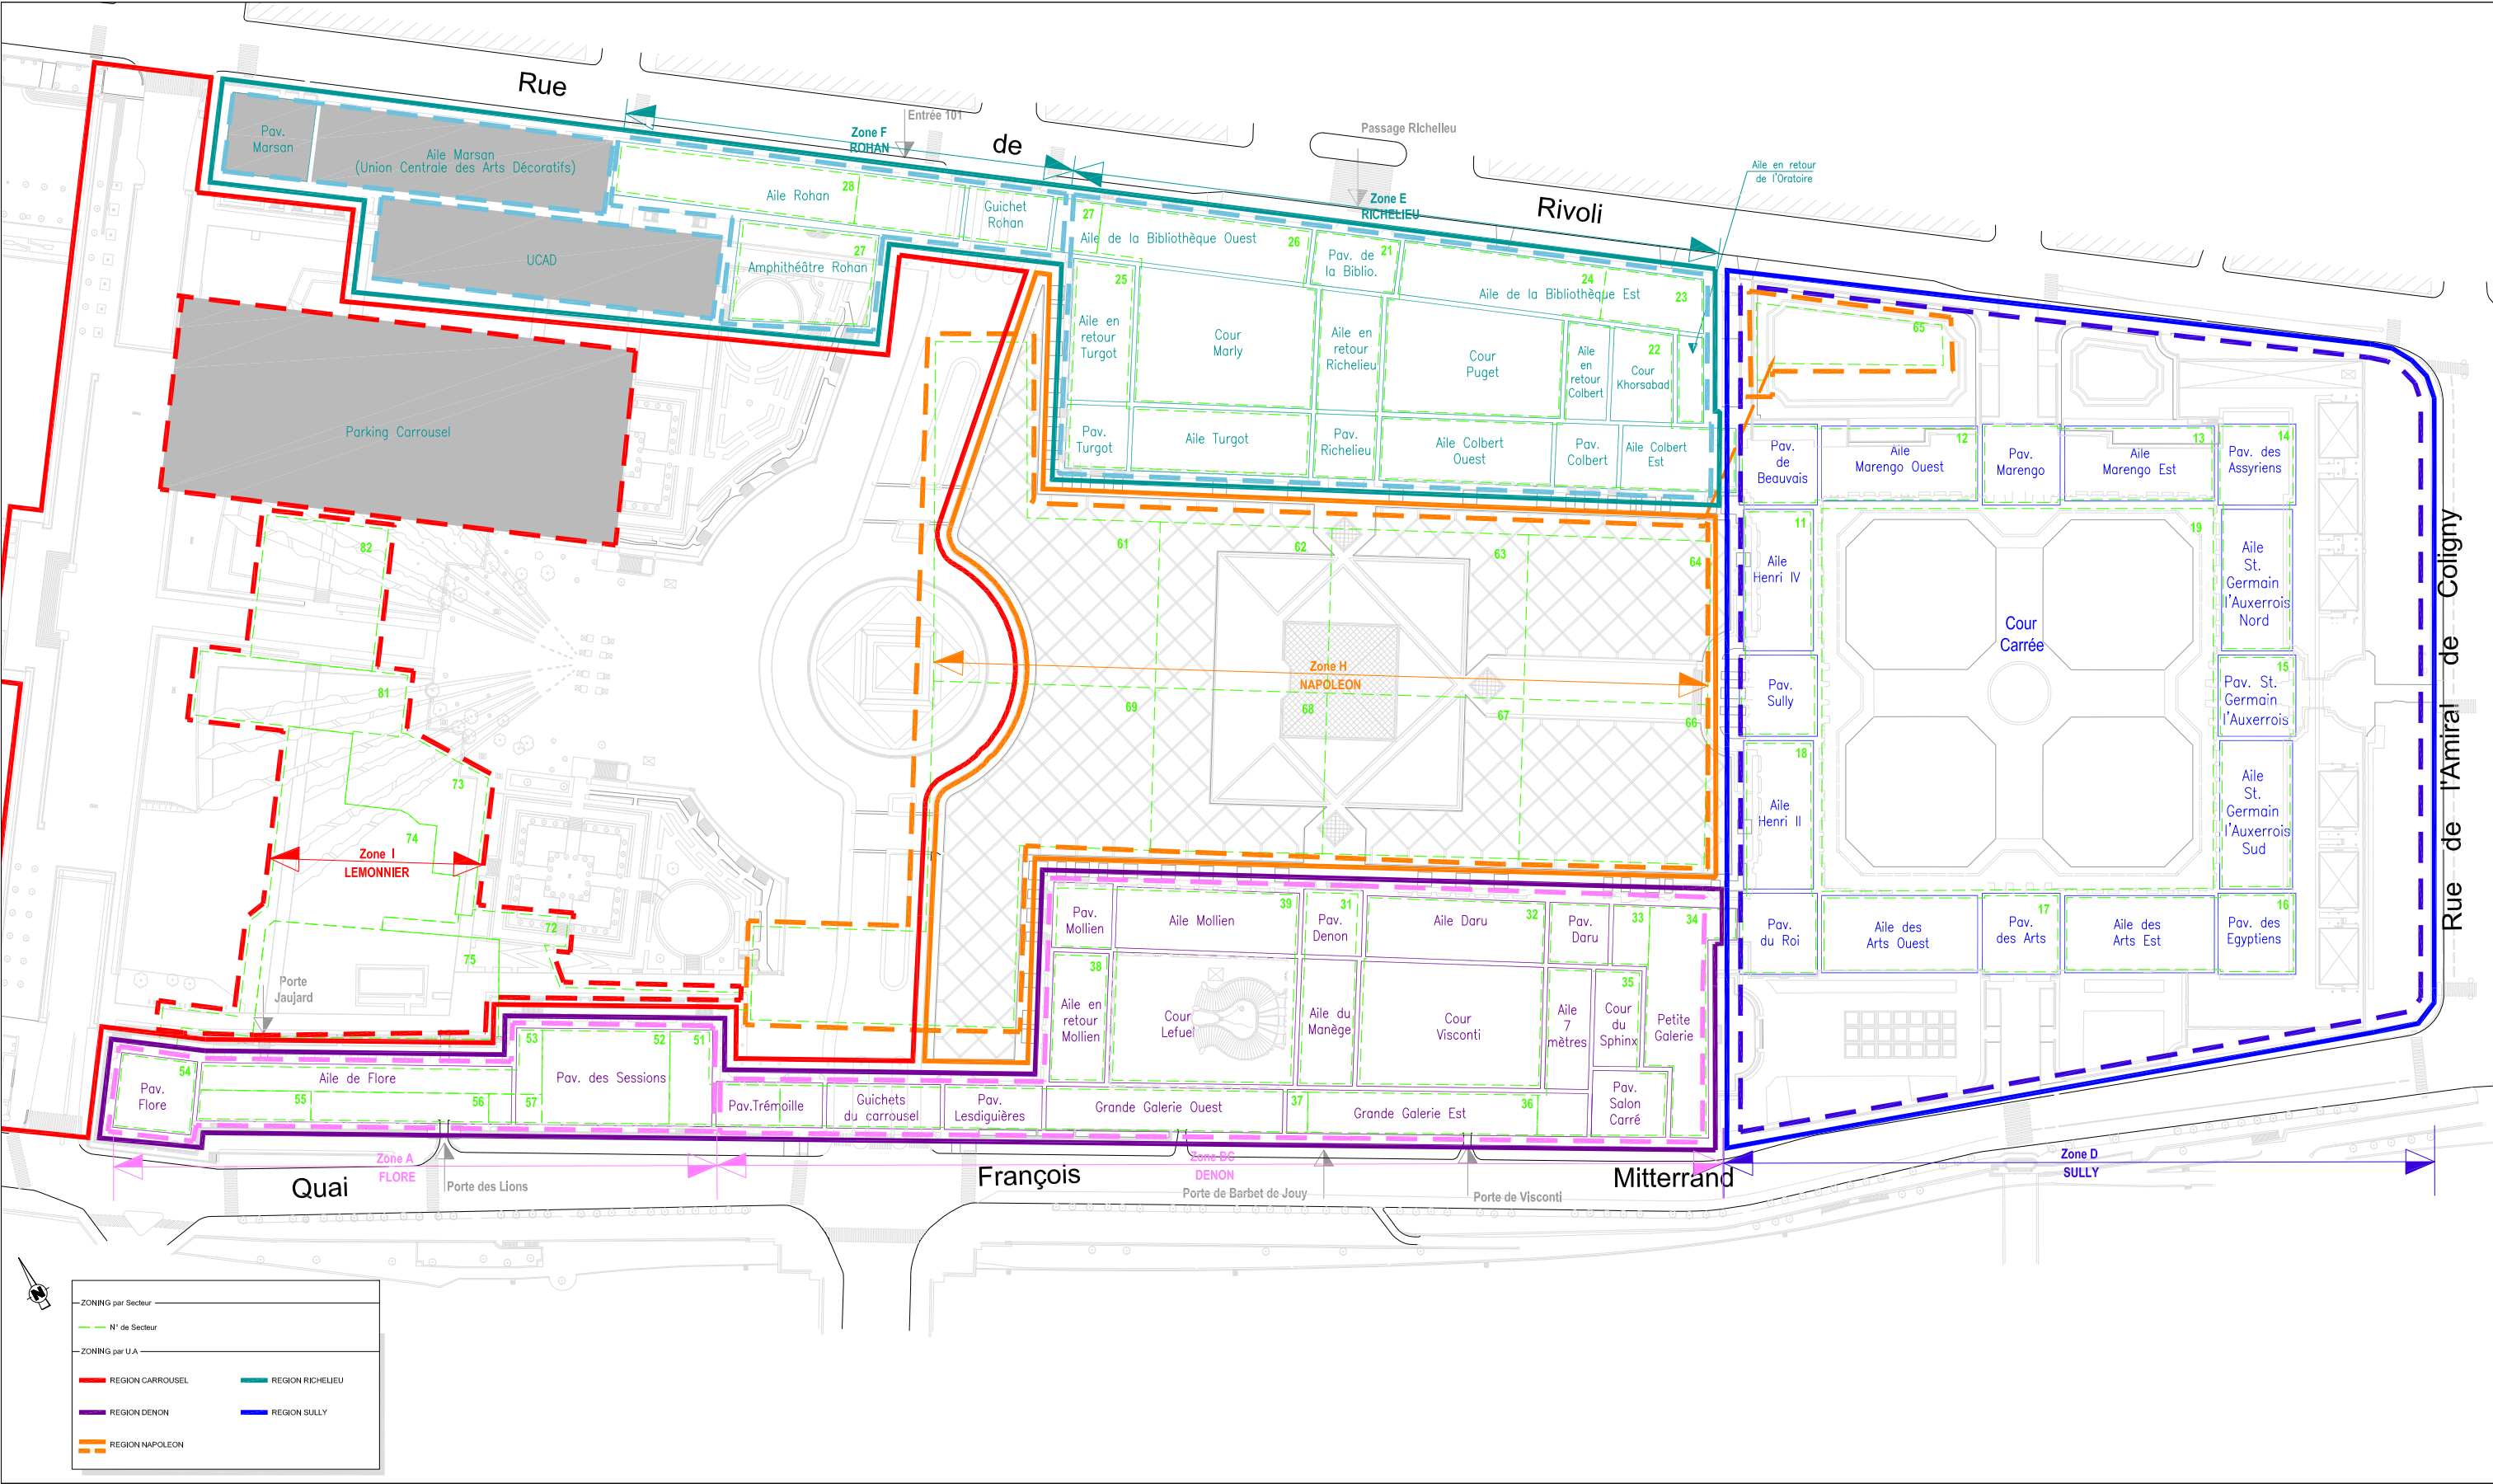 Rue
de
Rivoli
Entrée 101
Passage Richelieu
Zone F
ROHAN
Zone E
RICHELIEU
Aile en retour
de l'Oratoire
Pav.
Marsan
Aile Marsan
(Union Centrale des Arts Décoratifs)
UCAD
Parking Carrousel
28
Aile Rohan
Guichet
Rohan
27
Amphithéâtre Rohan
27
Aile de la Bibliothèque Ouest
26
Pav. de
la Biblio.
21
24
Aile de la Bibliothèque Est
23
25
Aile en
retour
Turgot
Cour
Marly
Aile en
retour
Richelieu
Cour
Puget
Aile
en
retour
Colbert
22
Cour
Khorsabad
Pav.
Turgot
Aile Turgot
Pav.
Richelieu
Aile Colbert
Ouest
Pav.
Colbert
Aile Colbert
Est
65
Pav.
de
Beauvais
Aile
Marengo Ouest
12
Pav.
Marengo
Aile
Marengo Est
13
14
Pav. des
Assyriens
11
Aile
Henri IV
19
Aile
St.
Germain
l'Auxerrois
Nord
Cour
Carrée
Pav.
Sully
15
Pav. St.
Germain
l'Auxerrois
18
Aile
Henri II
Aile
St.
Germain
l'Auxerrois
Sud
Pav.
du Roi
Aile des
Arts Ouest
17
Pav.
des Arts
Aile des
Arts Est
16
Pav. des
Egyptiens
Rue de l'Amiral de Coligny
61
62
63
64
Zone H
NAPOLEON
69
68
67
66
82
81
73
74
Zone I
LEMONNIER
72
75
Porte
Jaujard
Pav.
Mollien
Aile Mollien
39
Pav.
Denon
31
Aile Daru
32
Pav.
Daru
33
34
38
Aile en
retour
Mollien
Cour
Lefuel
Aile du
Manège
Cour
Visconti
Aile
7
mètres
35
Cour
du
Sphinx
Petite
Galerie
54
Pav.
Flore
Aile de Flore
55
56
57
53
Pav. des Sessions
52
51
Pav.Trémoille
Guichets
du carrousel
Pav.
Lesdiguières
Grande Galerie Ouest
37
Grande Galerie Est
36
Pav.
Salon
Carré
Zone A
FLORE
Zone BC
DENON
Zone D
SULLY
Quai
François
Mitterrand
Porte des Lions
Porte de Barbet de Jouy
Porte de Visconti
N
ZONING par Secteur
N° de Secteur
ZONING par U.A
REGION CARROUSEL
REGION RICHELIEU
REGION DENON
REGION SULLY
REGION NAPOLEON